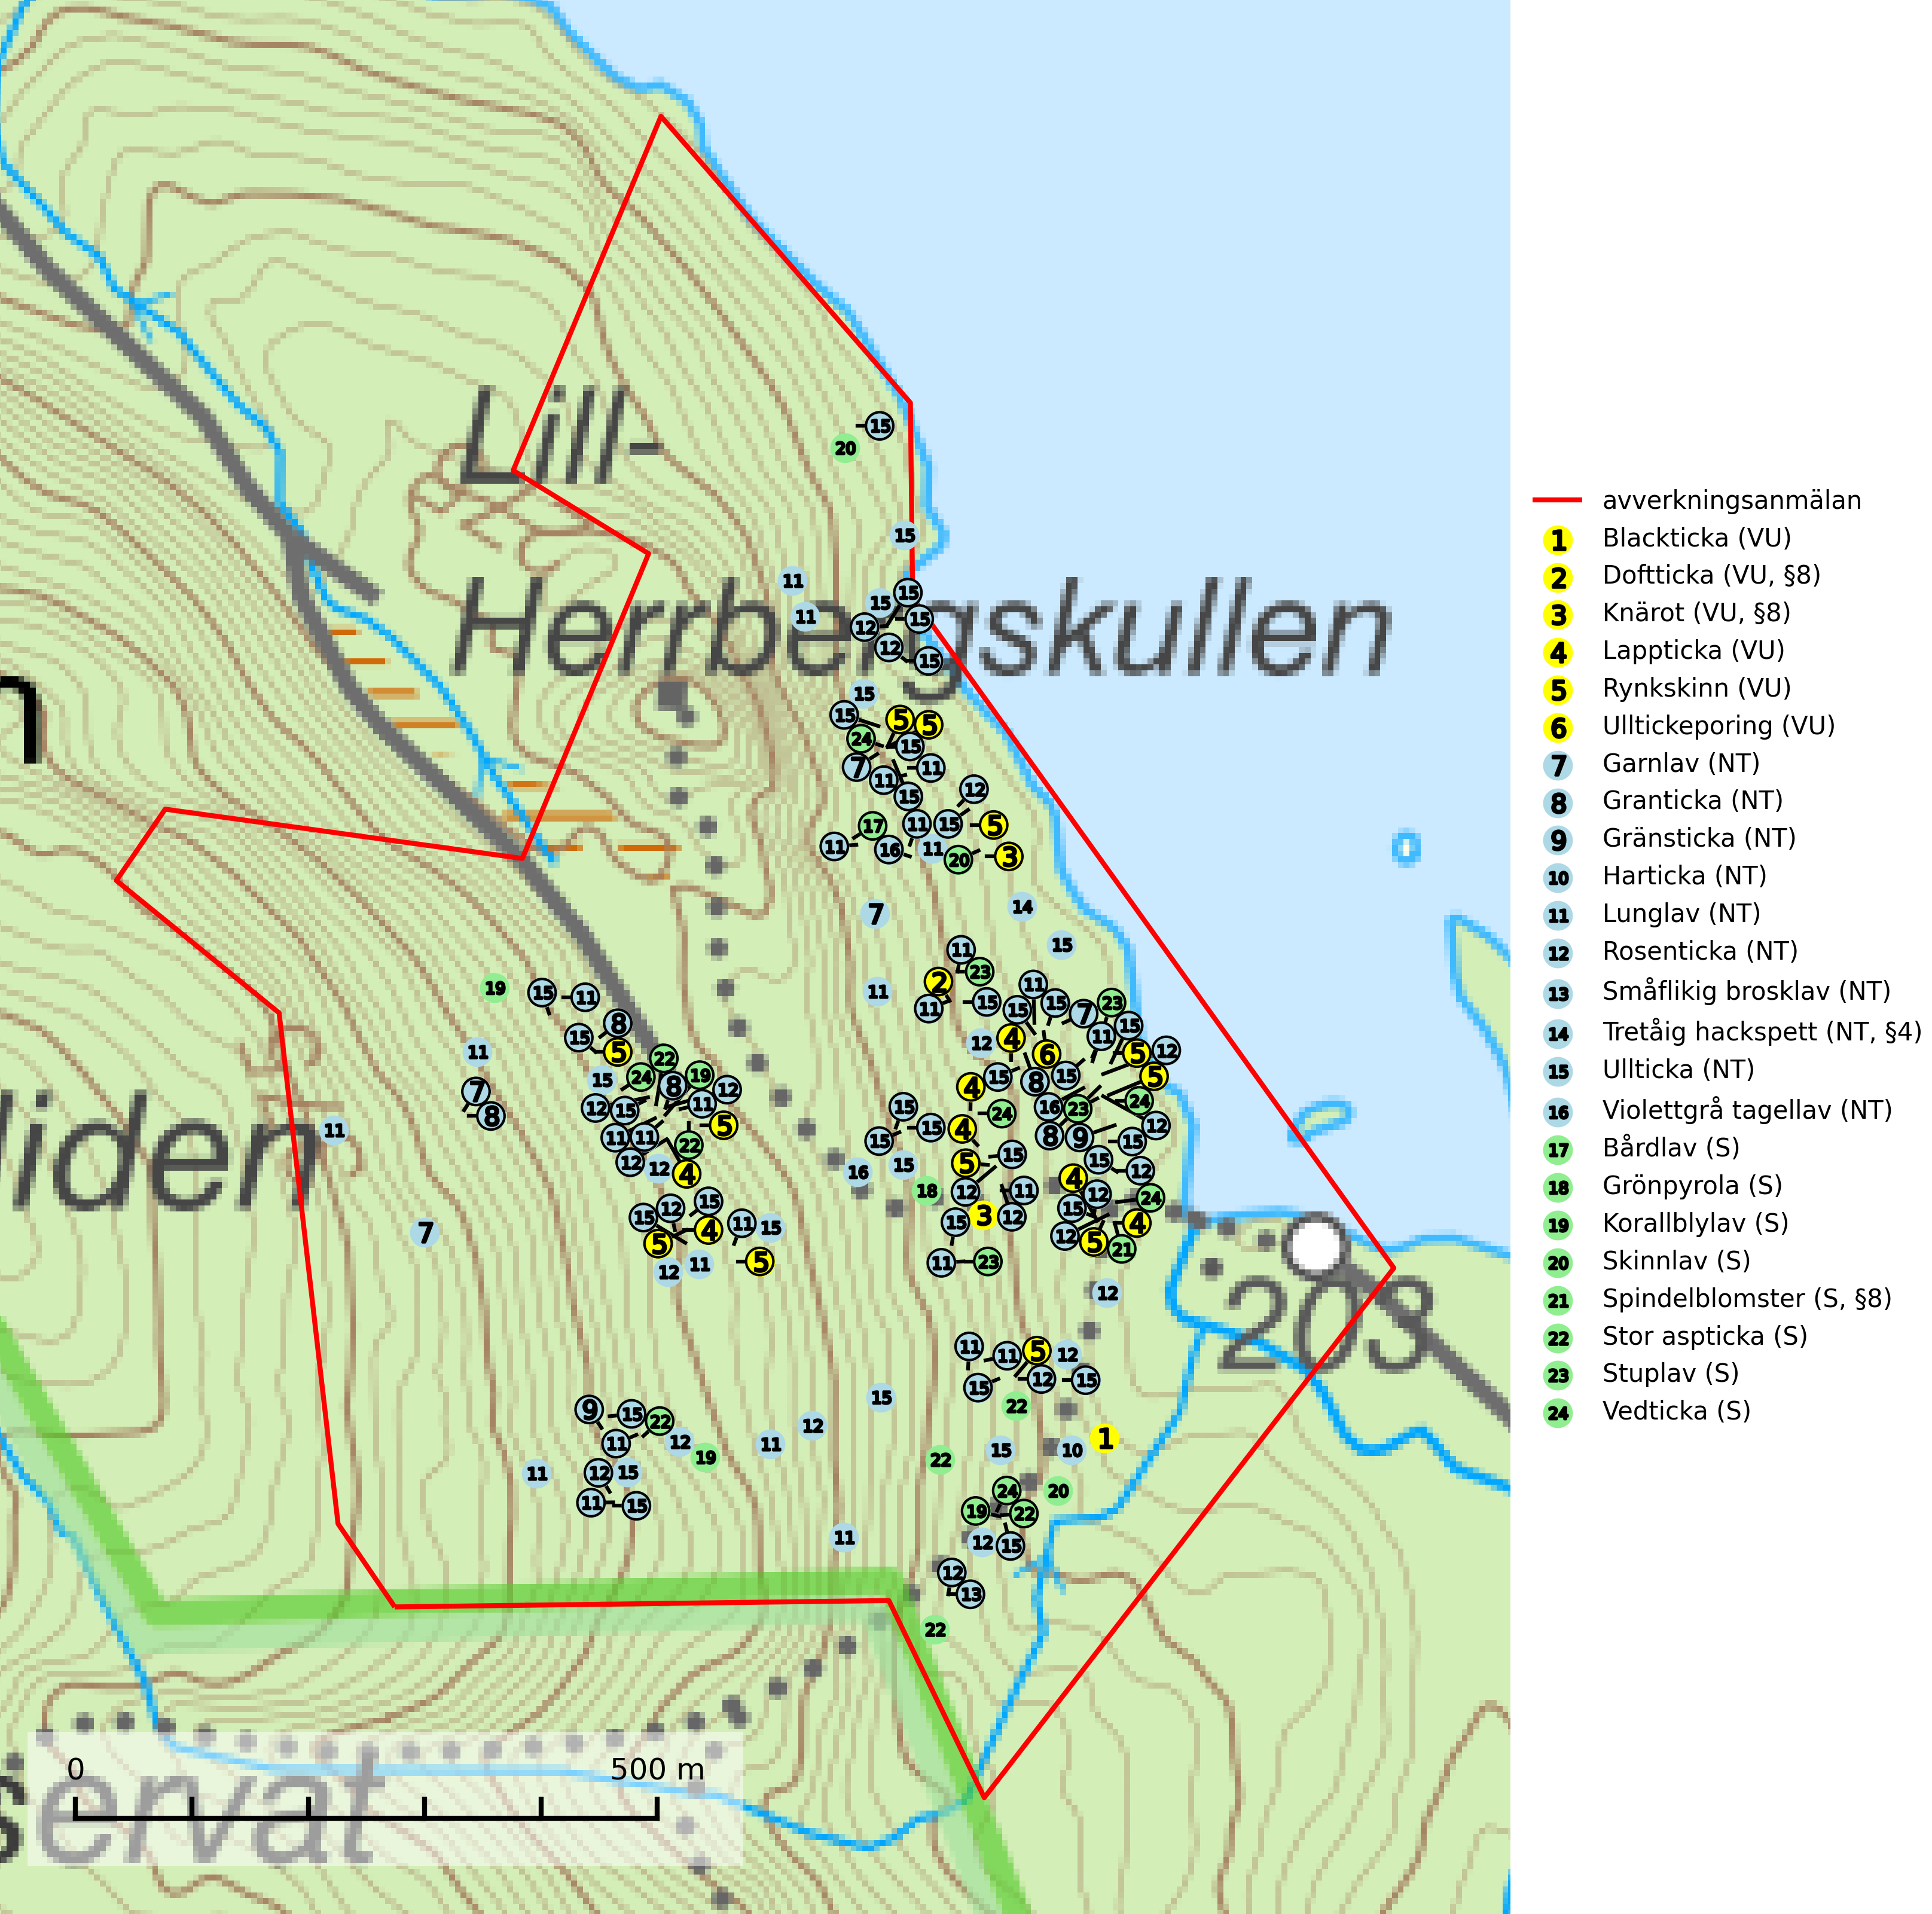 Lill-
Herrbergskullen
liden
203
servat
0 500 m
avverkningsanmälan
1 Blackticka (VU)
2 Doftticka (VU, §8)
3 Knärot (VU, §8)
4 Lappticka (VU)
5 Rynkskinn (VU)
6 Ulltickeporing (VU)
7 Garnlav (NT)
8 Granticka (NT)
9 Gränsticka (NT)
10 Harticka (NT)
11 Lunglav (NT)
12 Rosenticka (NT)
13 Småflikig brosklav (NT)
14 Tretåig hackspett (NT, §4)
15 Ullticka (NT)
16 Violettgrå tagellav (NT)
17 Bårdlav (S)
18 Grönpyrola (S)
19 Korallblylav (S)
20 Skinnlav (S)
21 Spindelblomster (S, §8)
22 Stor aspticka (S)
23 Stuplav (S)
24 Vedticka (S)